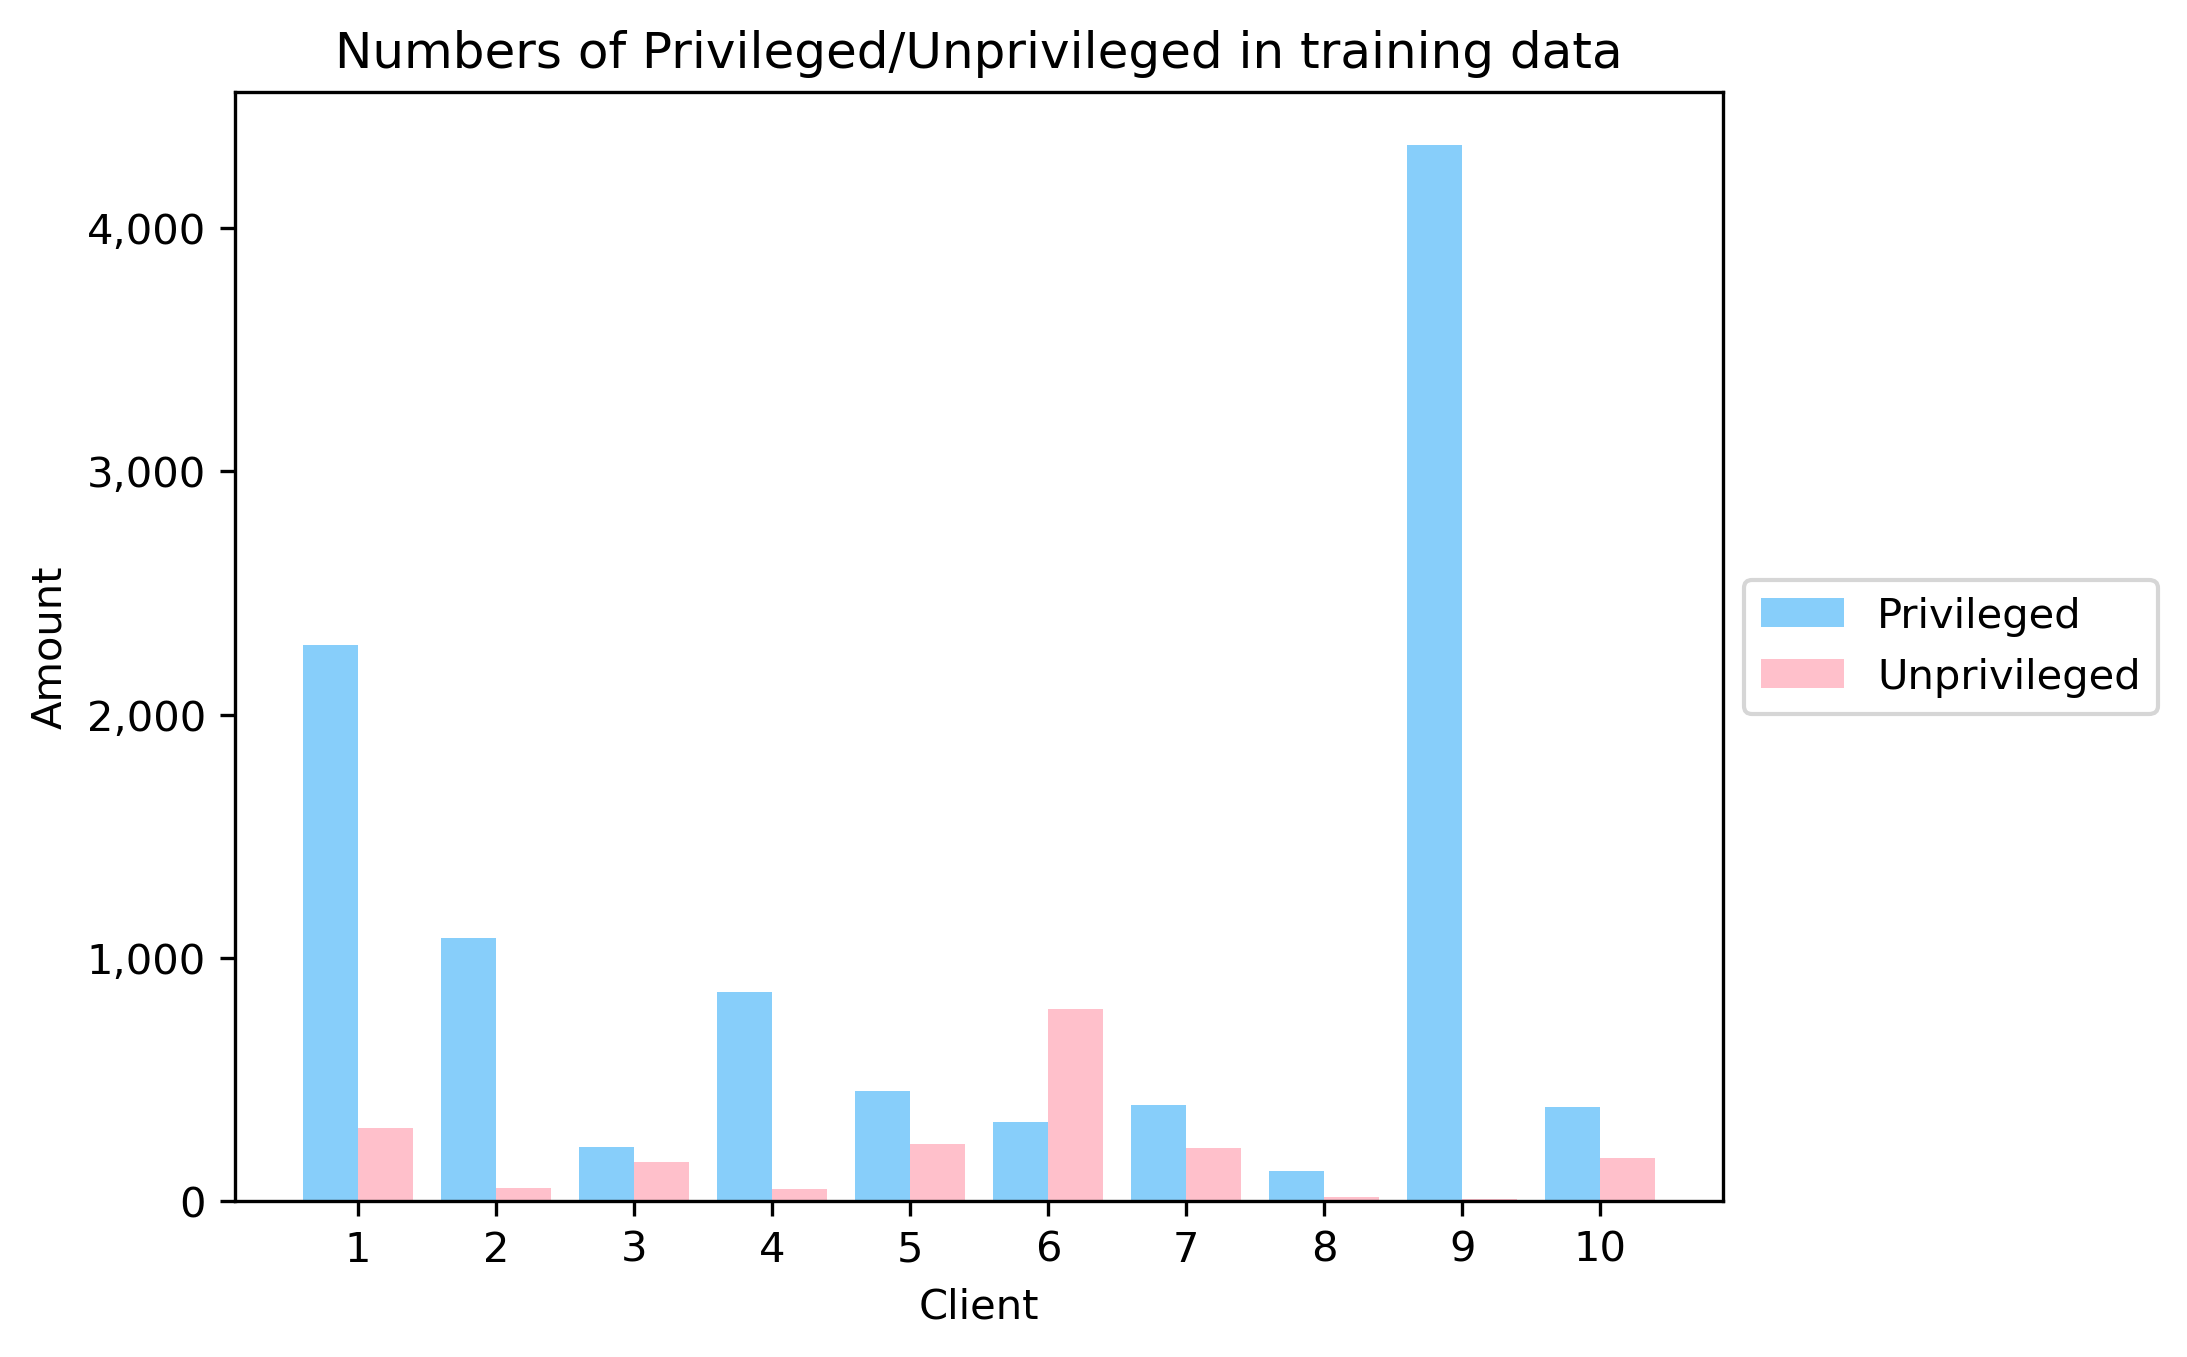 Numbers of Privileged/Unprivileged in training data
4,000
3,000
2,000
1,000
0
Amount
1 2 3 4 5 6 7 8 9 10
Client
Privileged
Unprivileged